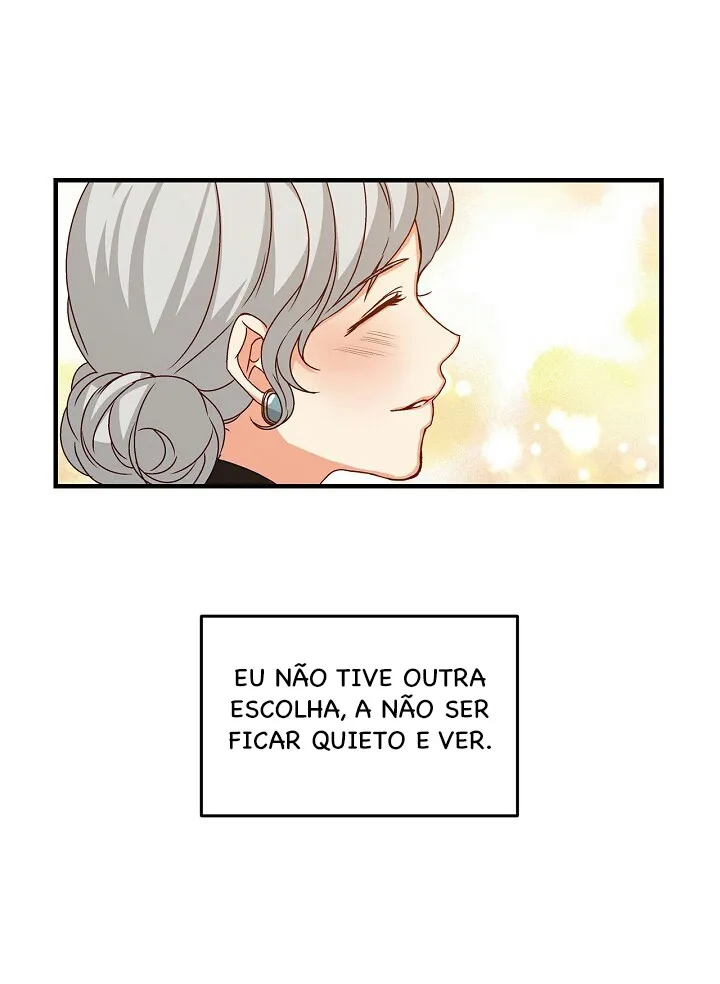 EU NÃO TIVE OUTRA
ESCOLHA, A NÃO SER
FICAR QUIETO E VER.